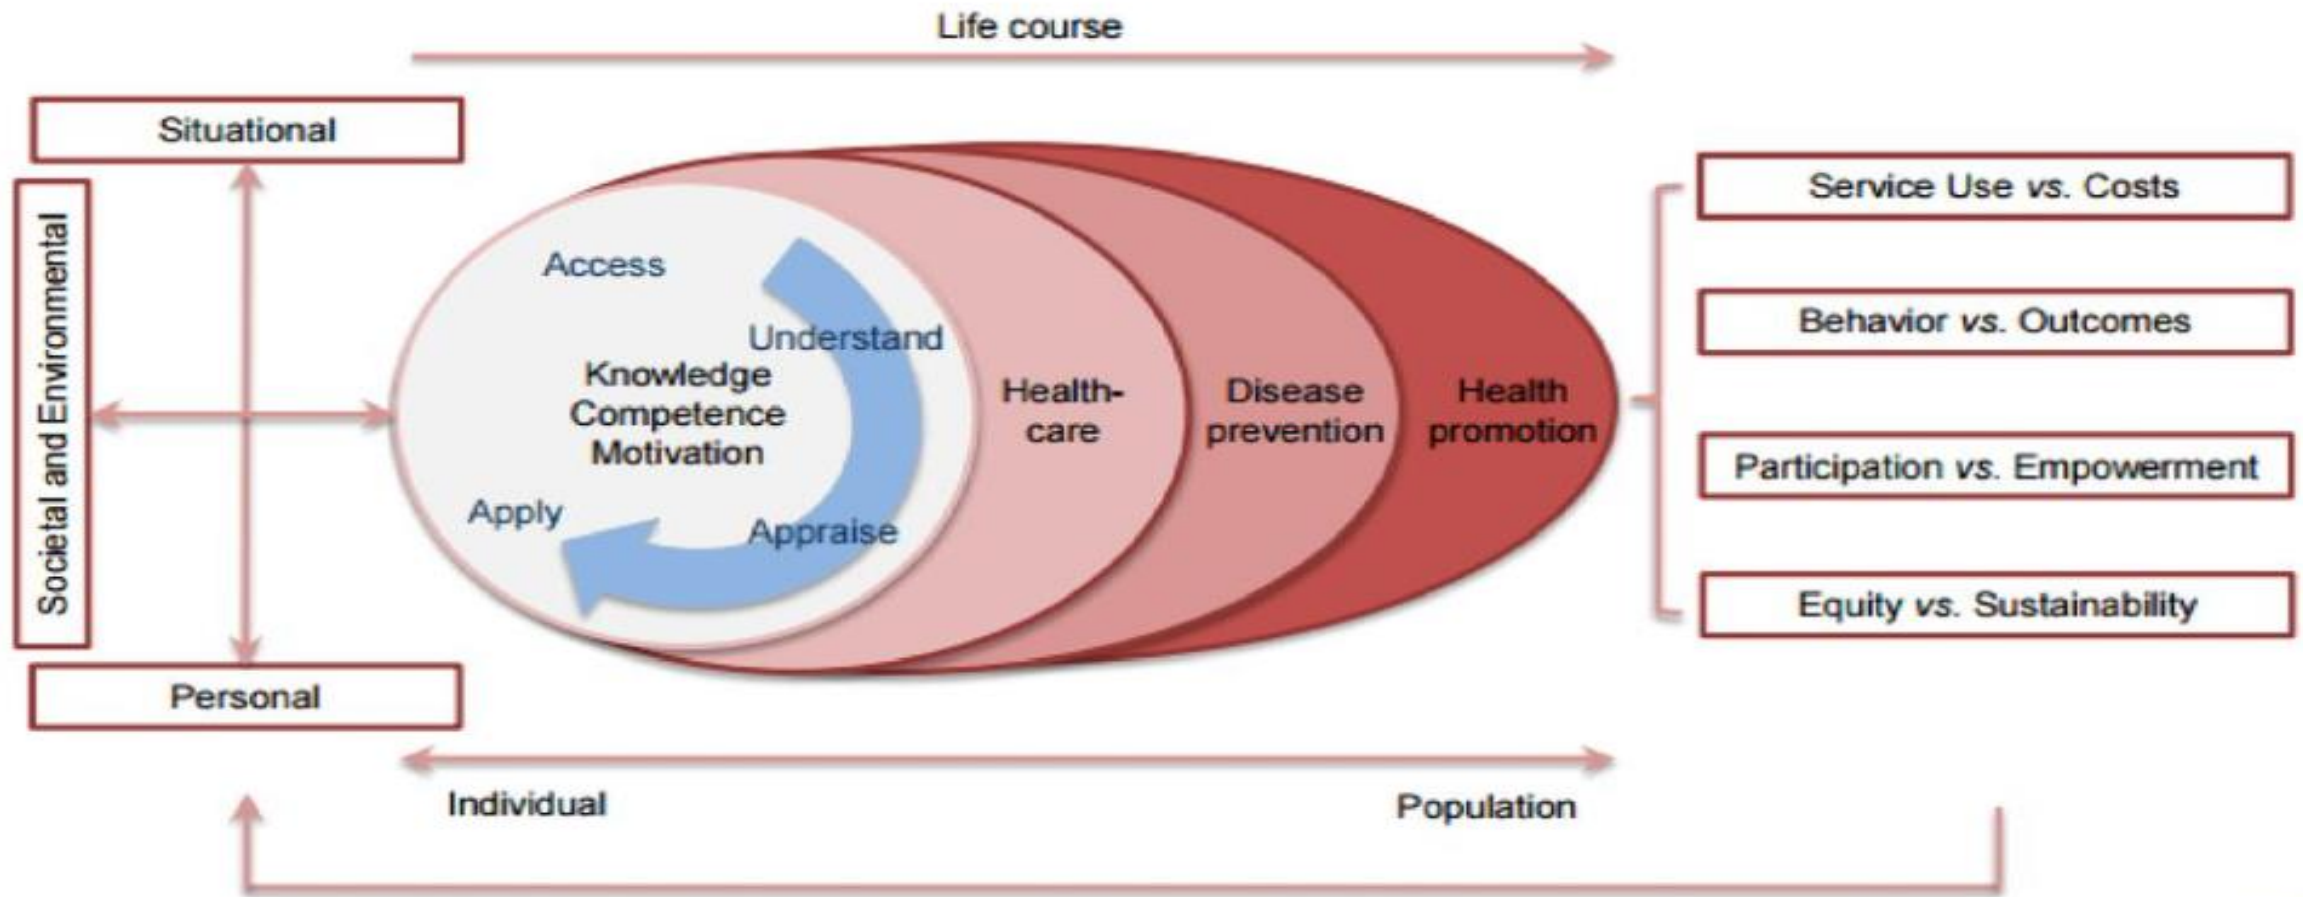 Life course
Situational
Societal and Environmental
Personal
Access
Understand
Knowledge
Competence
Motivation
Apply
Appraise
Health-
care
Disease
prevention
Health
promotion
Service Use vs. Costs
Behavior vs. Outcomes
Participation vs. Empowerment
Equity vs. Sustainability
Individual
Population